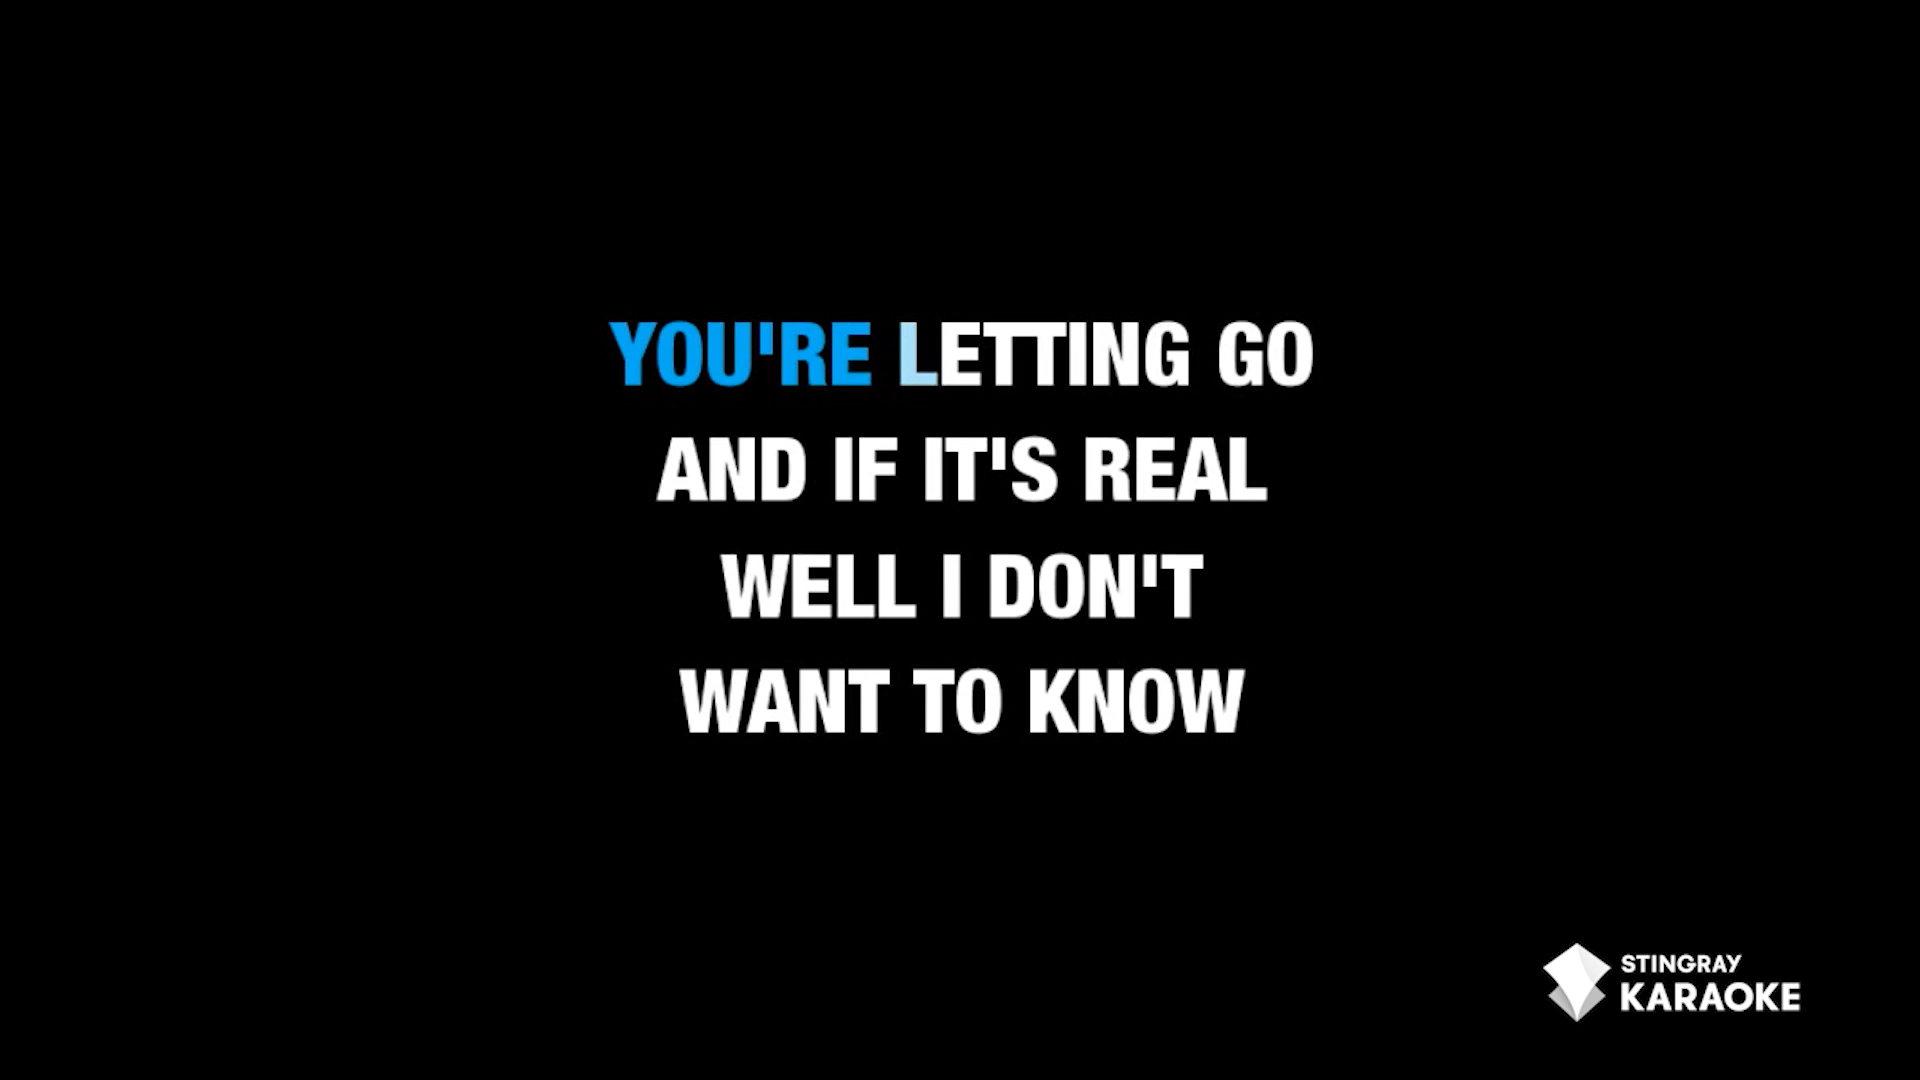 YOU'RE LETTING GO
AND IF IT'S REAL
WELL I DON'T
WANT TO KNOW
STINGRAY
KARAOKE